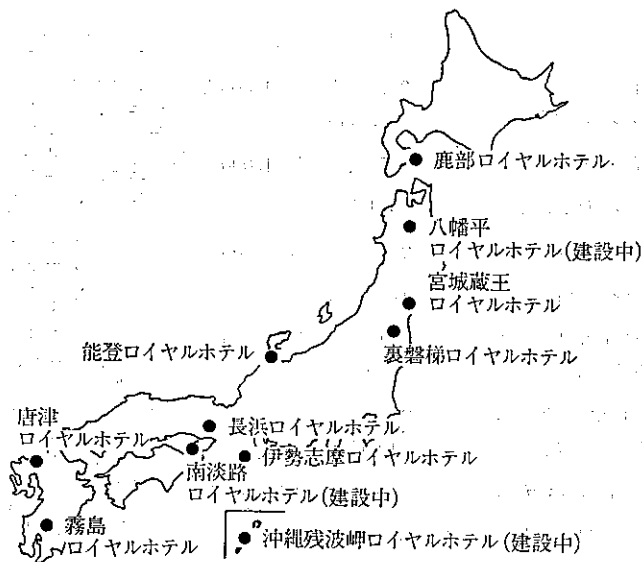 鹿部ロイヤルホテル
八幡平
ロイヤルホテル(建設中)
宮城蔵王
ロイヤルホテル
裏磐梯ロイヤルホテル
能登ロイヤルホテル
唐津
ロイヤルホテル
長浜ロイヤルホテル
伊勢志摩ロイヤルホテル
南淡路
ロイヤルホテル(建設中)
霧島
ロイヤルホテル
沖縄残波岬ロイヤルホテル(建設中)